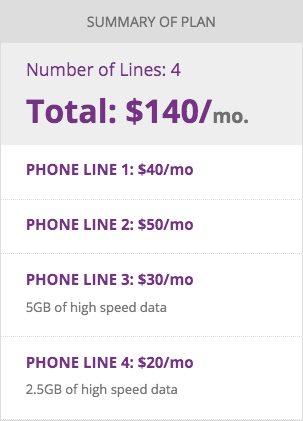 SUMMARY OF PLAN
Number of Lines: 4
Total: $140/mo.
PHONE LINE 1: $40/mo
PHONE LINE 2: $50/mo
PHONE LINE 3: $30/mo
5GB of high speed data
PHONE LINE 4: $20/mo
2.5GB of high speed data